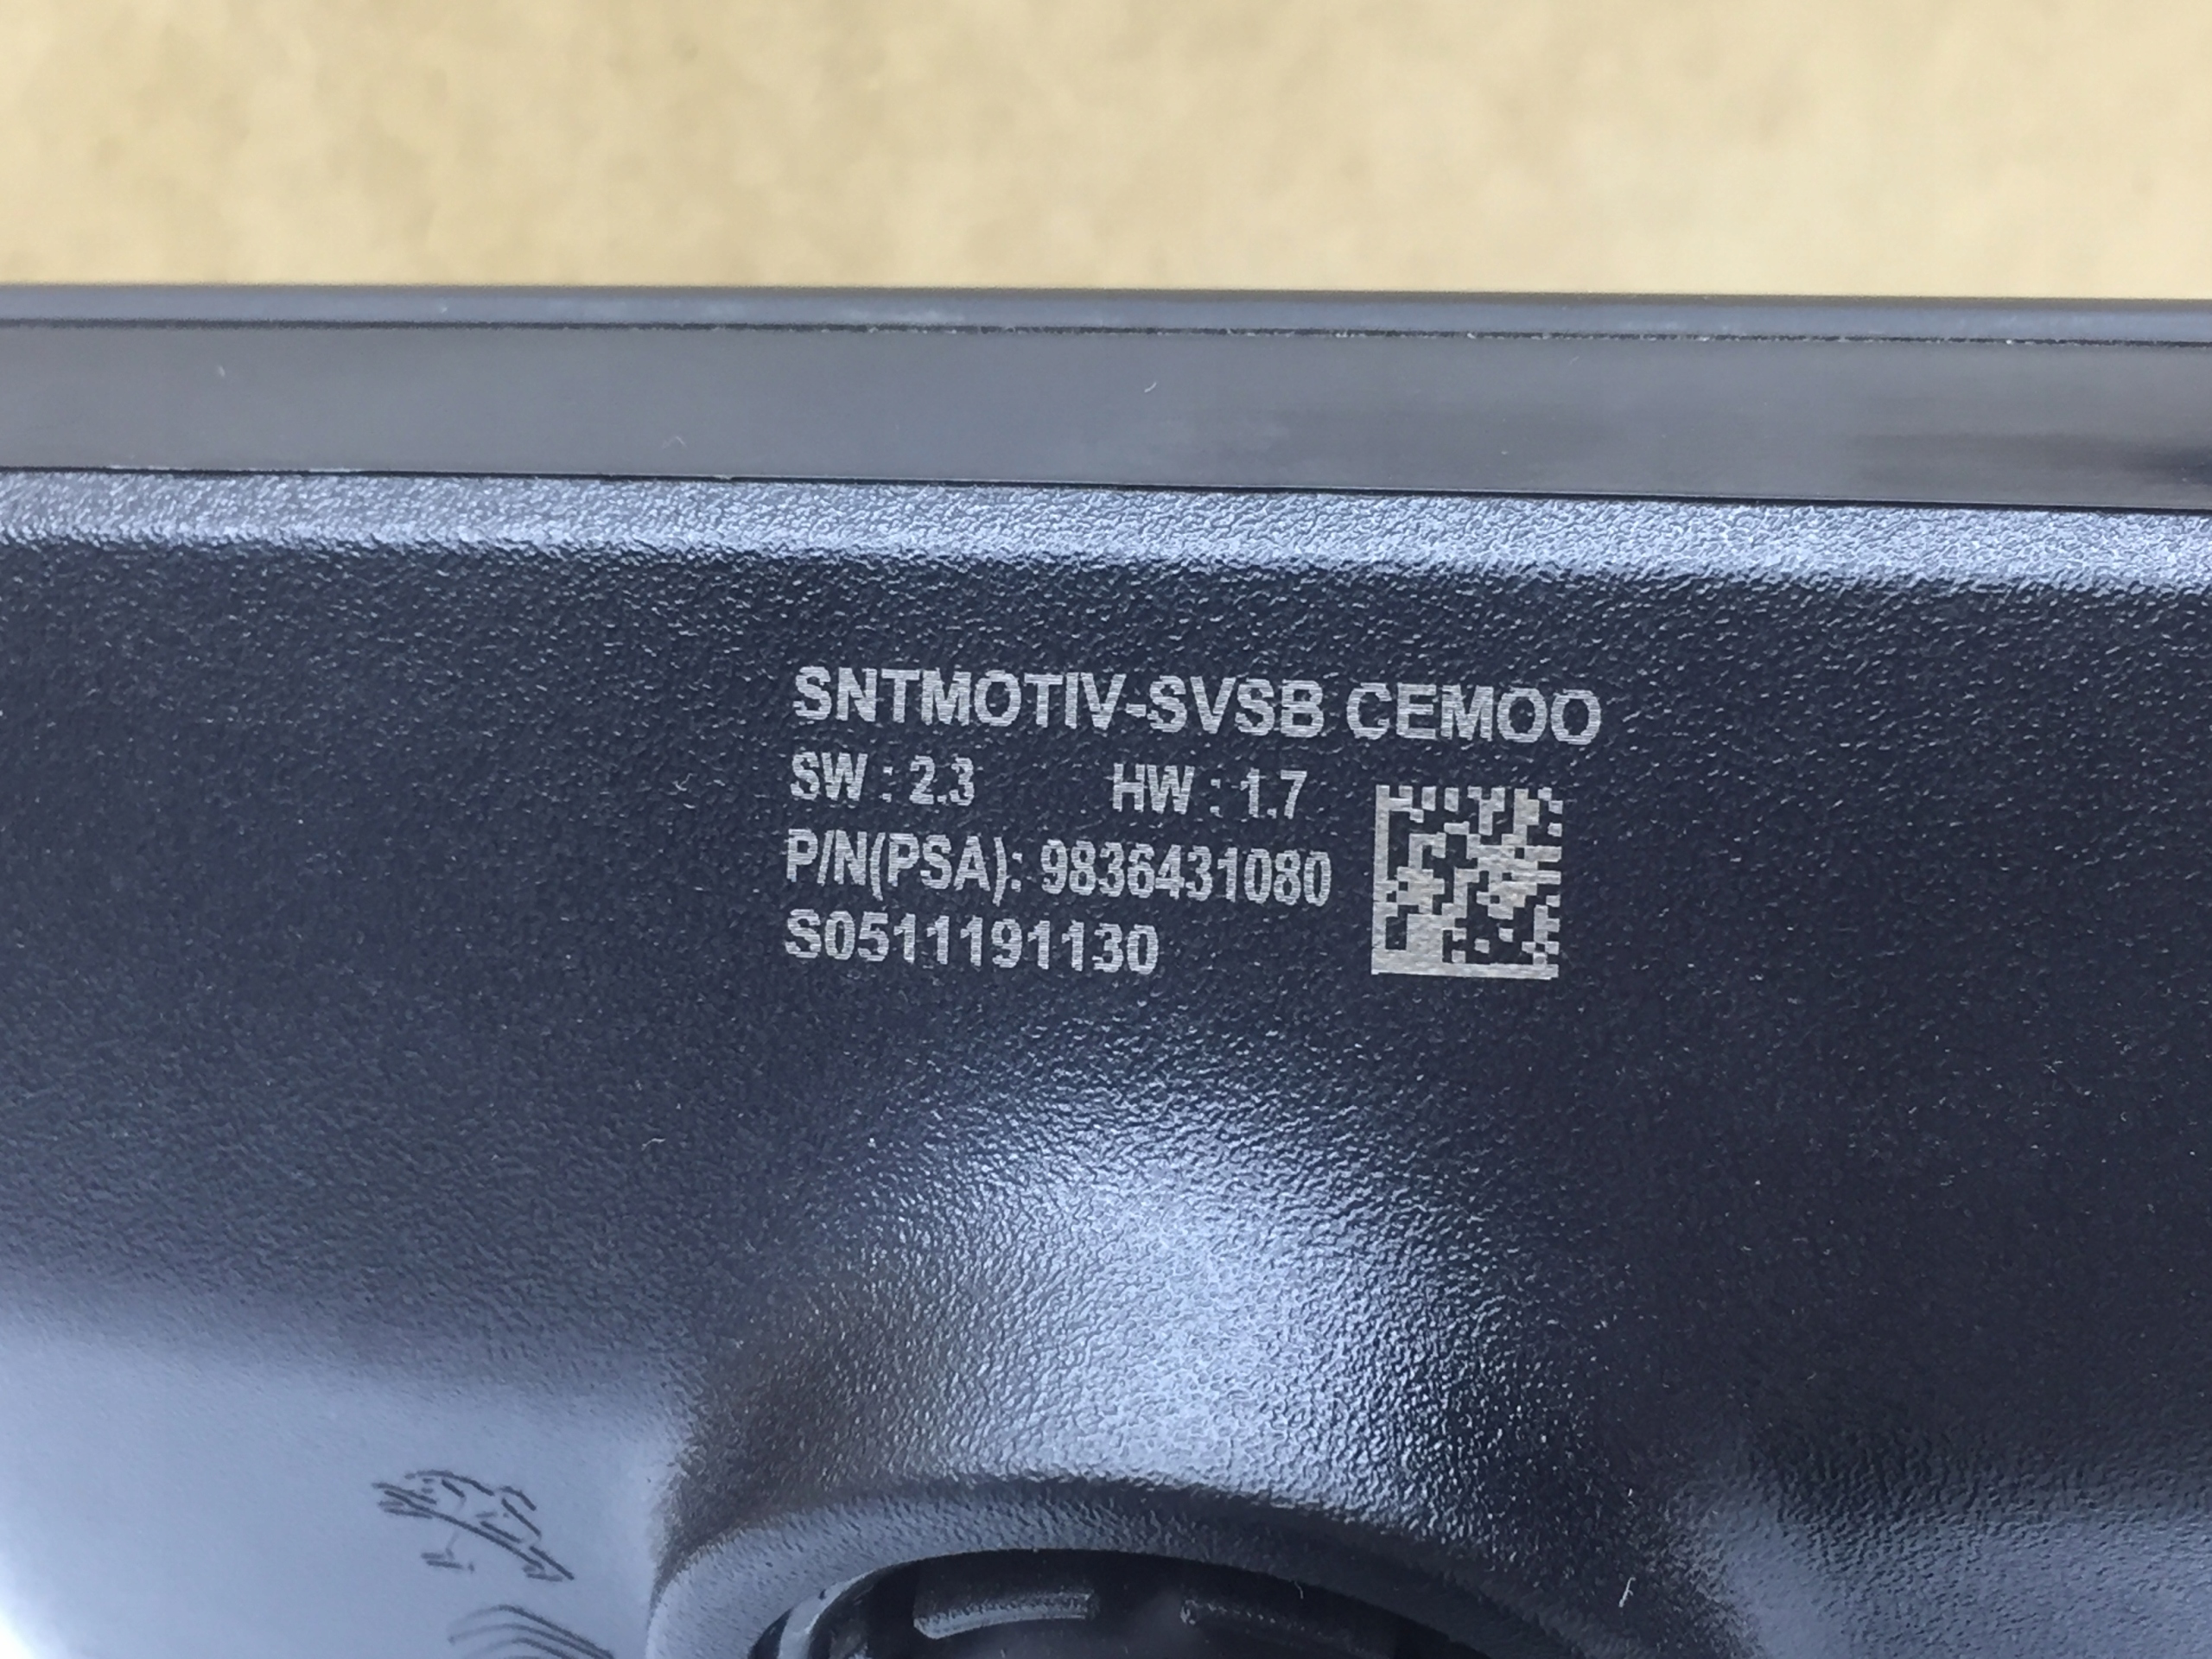 SNTMOTIV-SVSB CEMOO
SW : 2.3 HW : 1.7
P/N(PSA): 9836431080
S0511191130